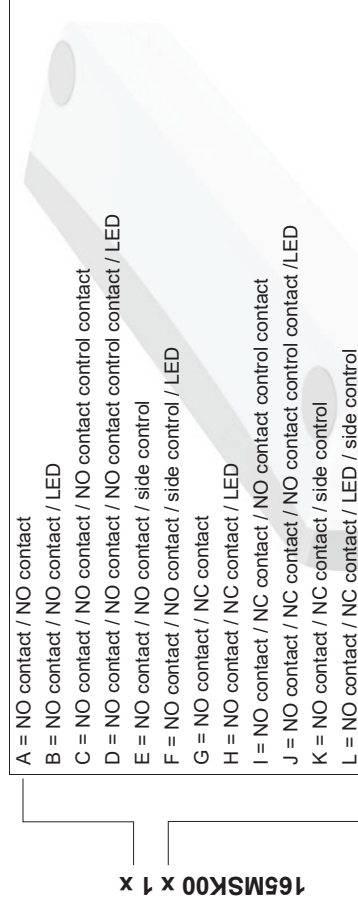 A = NO contact / NO contact
B = NO contact / NO contact / LED
C = NO contact / NO contact / NO contact control contact
D = NO contact / NO contact / NO contact control contact / LED
E = NO contact / NO contact / side control
F = NO contact / NO contact / side control / LED
G = NO contact / NC contact
H = NO contact / NC contact / LED
I = NO contact / NC contact / NO contact control contact
J = NO contact / NC contact / NO contact control contact /LED
K = NO contact / NC contact / side control
L = NO contact / NC contact / LED / side control
165MSK00 x 1 x